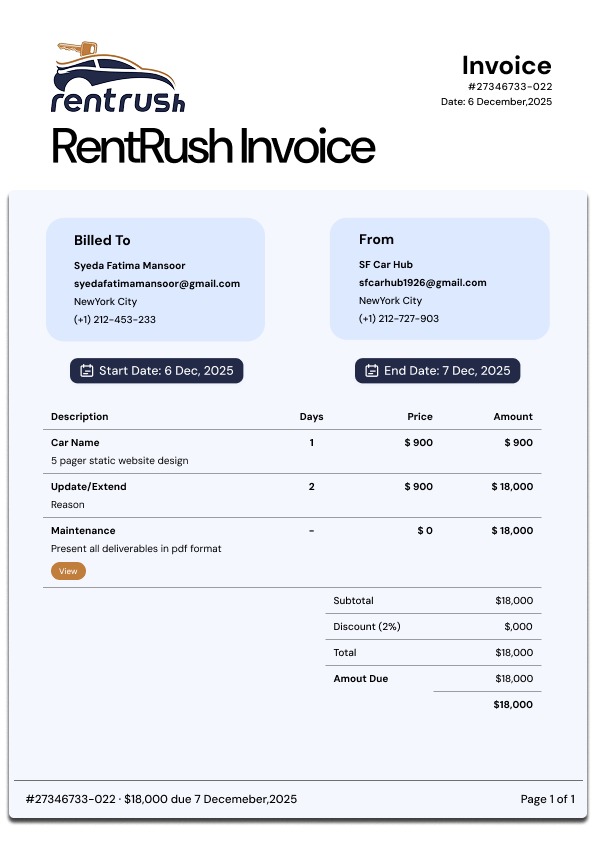 rentrush
Invoice
#27346733-022
Date: 6 December,2025
RentRush Invoice
Billed To
Syeda Fatima Mansoor
syedafatimamansoor@gmail.com
NewYork City
(+1) 212-453-233
From
SF Car Hub
sfcarhub1926@gmail.com
NewYork City
(+1) 212-727-903
Start Date: 6 Dec, 2025
End Date: 7 Dec, 2025
Description Days Price Amount
Car Name 1 $ 900 $ 900
5 pager static website design
Update/Extend 2 $ 900 $ 18,000
Reason
Maintenance - $ 0 $ 18,000
Present all deliverables in pdf format
View
Subtotal $18,000
Discount (2%) $,000
Total $18,000
Amout Due $18,000
$18,000
#27346733-022 · $18,000 due 7 Decemeber,2025 Page 1 of 1